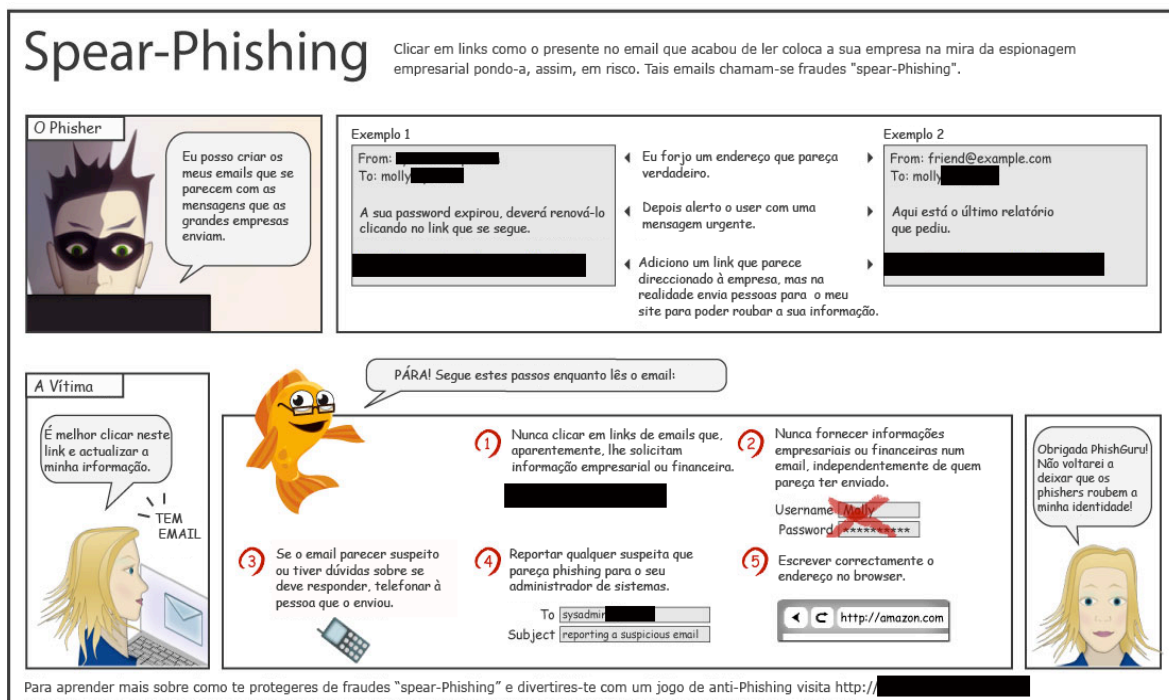 Spear-Phishing
Clicar em links como o presente no email que acabou de ler coloca a sua empresa na mira da espionagem
empresarial pondo-a, assim, em risco. Tais emails chamam-se fraudes "spear-Phishing".
O Phisher
Eu posso criar os
meus emails que se
parecem com as
mensagens que as
grandes empresas
enviam.
Exemplo 1
From:
To: molly
A sua password expirou, deverá renová-lo
clicando no link que se segue.
Eu forjo um endereço que pareça
verdadeiro.
Depois alerto o user com uma
mensagem urgente.
Adiciono um link que parece
direccionado à empresa, mas na
realidade envia pessoas para o meu
site para poder roubar a sua informação.
Exemplo 2
From: friend@example.com
To: molly
Aqui está o último relatório
que pediu.
A Vítima
É melhor clicar neste
link e actualizar a
minha irformação.
TEM
EMAIL
PÁRA! Segue estes passos enquanto lês o email:
1
Nunca clicar em links de emails que,
aparentemente, lhe solicitam
informação empresarial ou financeira.
2
Nunca fornecer informações
empresariais ou financeiras num
email, independentemente de quem
pareça ter enviado.
Username Molly
Password **********
3
Se o email parecer suspeito
ou tiver dúvidas sobre se
deve responder, telefonar à
pessoa que o enviou.
4
Reportar qualquer suspeita que
pareça phishing para o seu
administrador de sistemas.
To sysadmin
Subject reporting a suspicious email
5
Escrever correctamente o
endereço no browser.
http://amazon.com
Obrigada PhishGuru!
Não voltarei a
deixar que os
phishers roubem a
minha identidade!
Para aprender mais sobre como te protegeres de fraudes “spear-Phishing” e divertires-te com um jogo de anti-Phishing visita http://